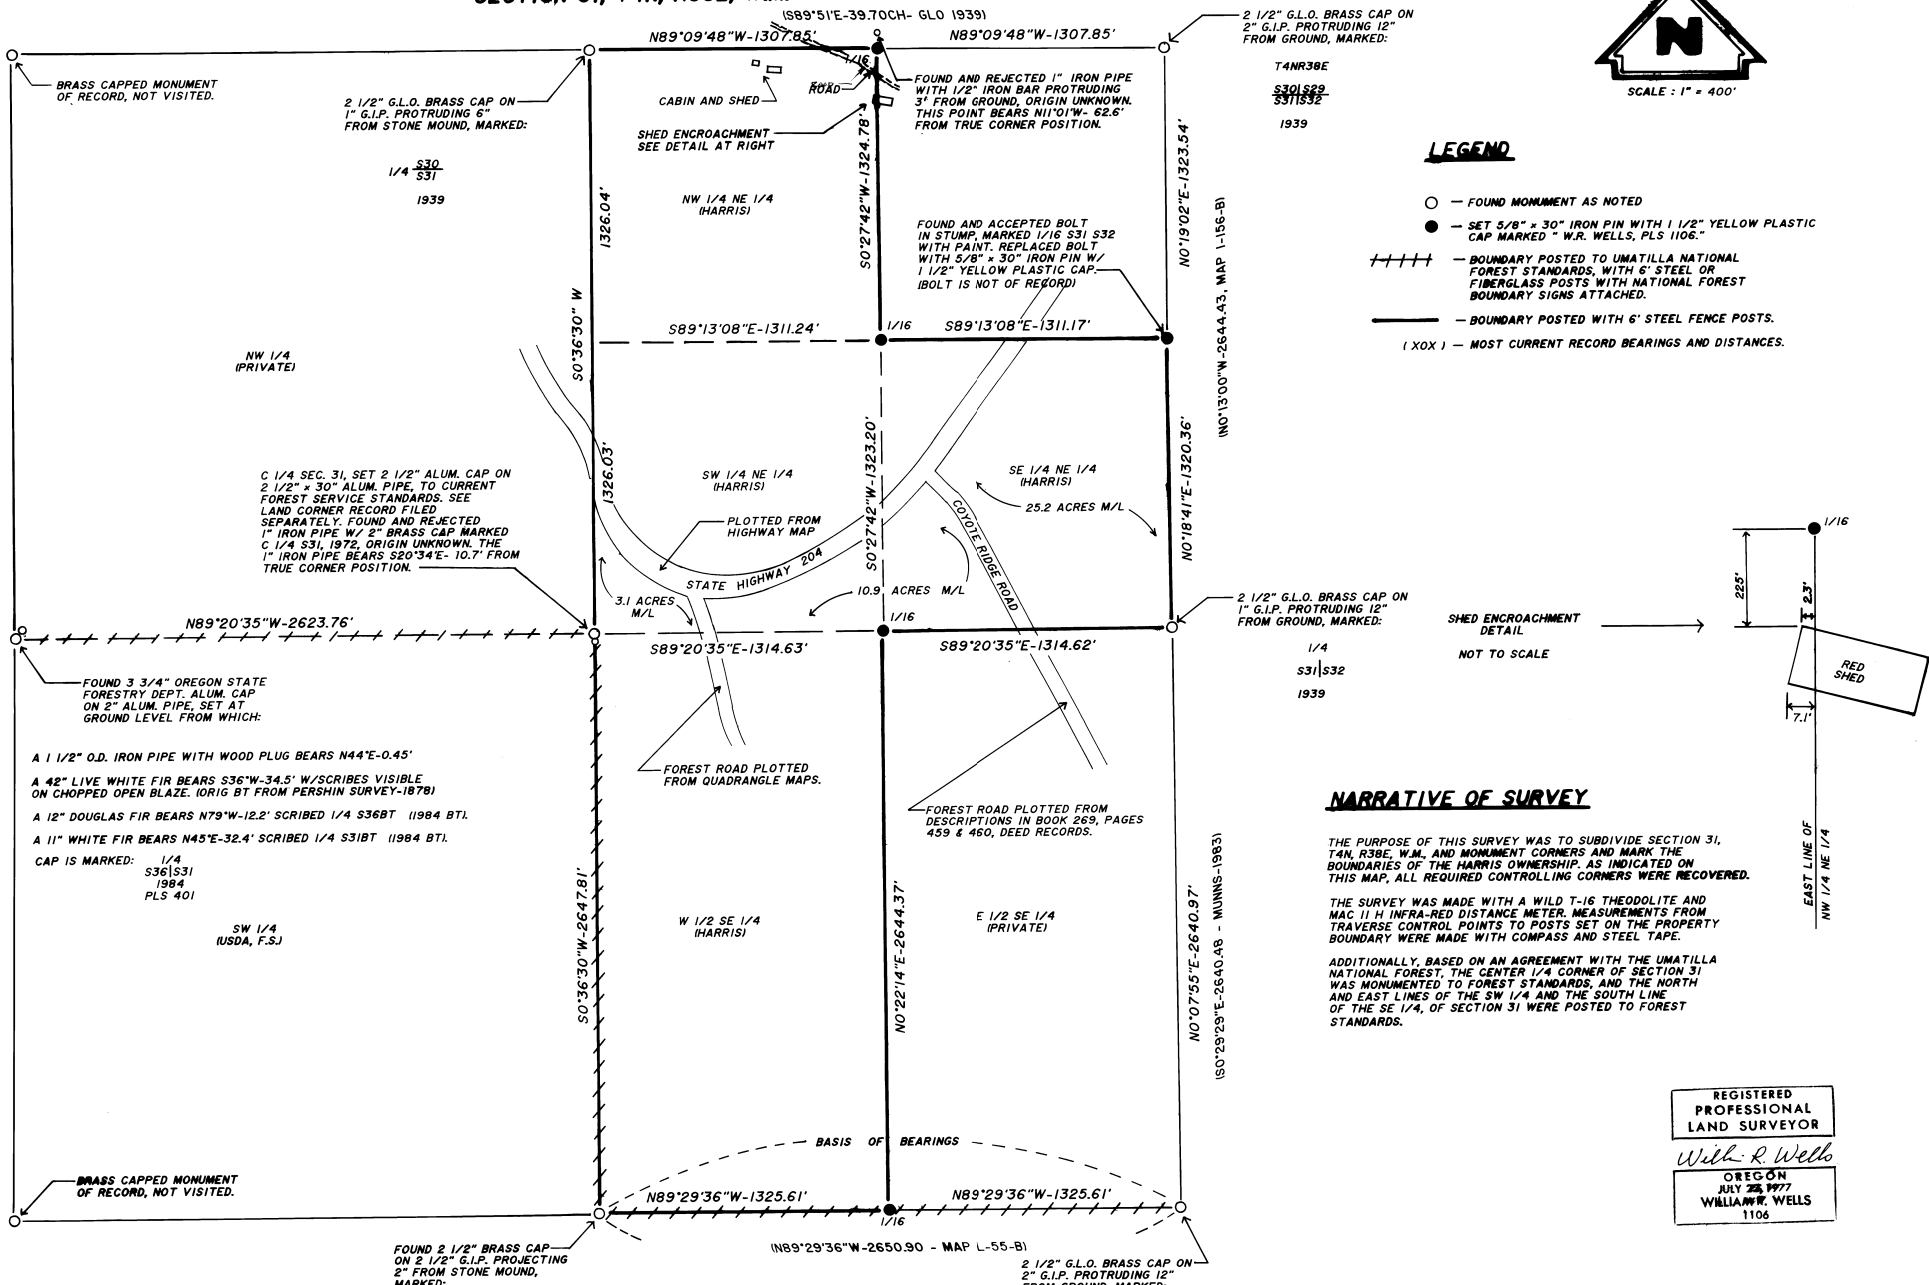 (S89°51'E-39.70CH- GLO 1939)
N89°09'48"W-1307.85'
N89°09'48"W-1307.85'
2 1/2" G.L.O. BRASS CAP ON
2" G.I.P. PROTRUDING 12"
FROM GROUND, MARKED:
T4NR38E
S30|S29
S31|S32
1939
N
SCALE : 1" = 400'
BRASS CAPPED MONUMENT
OF RECORD, NOT VISITED.
2 1/2" G.L.O. BRASS CAP ON
1" G.I.P. PROTRUDING 6"
FROM STONE MOUND, MARKED:
1/4 S30
S31
1939
CABIN AND SHED
ROAD
1/16
SHED ENCROACHMENT
SEE DETAIL AT RIGHT
FOUND AND REJECTED 1" IRON PIPE
WITH 1/2" IRON BAR PROTRUDING
3' FROM GROUND, ORIGIN UNKNOWN.
THIS POINT BEARS N11°01'W- 62.6'
FROM TRUE CORNER POSITION.
NW 1/4 NE 1/4
(HARRIS)
1326.04'
S0°36'30" W
S0°27'42"W-1324.78'
N0°19'02"E-1323.54'
(N0°13'00"W-2644.43, MAP I-156-B)
FOUND AND ACCEPTED BOLT
IN STUMP, MARKED 1/16 S31 S32
WITH PAINT. REPLACED BOLT
WITH 5/8" x 30" IRON PIN W/
1 1/2" YELLOW PLASTIC CAP.
(BOLT IS NOT OF RECORD)
LEGEND
— FOUND MONUMENT AS NOTED
— SET 5/8" x 30" IRON PIN WITH 1 1/2" YELLOW PLASTIC
CAP MARKED " W.R. WELLS, PLS 1106."
— BOUNDARY POSTED TO UMATILLA NATIONAL
FOREST STANDARDS, WITH 6' STEEL OR
FIBERGLASS POSTS WITH NATIONAL FOREST
BOUNDARY SIGNS ATTACHED.
— BOUNDARY POSTED WITH 6' STEEL FENCE POSTS.
( XOX ) — MOST CURRENT RECORD BEARINGS AND DISTANCES.
S89°13'08"E-1311.24'
1/16
S89°13'08"E-1311.17'
NW 1/4
(PRIVATE)
1326.03'
S0°27'42"W-1323.20'
N0°18'41"E-1320.36'
SW 1/4 NE 1/4
(HARRIS)
SE 1/4 NE 1/4
(HARRIS)
25.2 ACRES M/L
C 1/4 SEC. 31, SET 2 1/2" ALUM. CAP ON
2 1/2" x 30" ALUM. PIPE, TO CURRENT
FOREST SERVICE STANDARDS. SEE
LAND CORNER RECORD FILED
SEPARATELY. FOUND AND REJECTED
1" IRON PIPE W/ 2" BRASS CAP MARKED
C 1/4 S31, 1972, ORIGIN UNKNOWN. THE
1" IRON PIPE BEARS S20°34'E- 10.7' FROM
TRUE CORNER POSITION.
PLOTTED FROM
HIGHWAY MAP
STATE HIGHWAY 204
COYOTE RIDGE ROAD
3.1 ACRES
M/L
10.9 ACRES M/L
1/16
N89°20'35"W-2623.76'
S89°20'35"E-1314.63'
S89°20'35"E-1314.62'
2 1/2" G.L.O. BRASS CAP ON
1" G.I.P. PROTRUDING 12"
FROM GROUND, MARKED:
1/4
S31|S32
1939
SHED ENCROACHMENT
DETAIL
NOT TO SCALE
1/16
225'
2.3'
RED
SHED
7.1'
EAST LINE OF
NW 1/4 NE 1/4
FOUND 3 3/4" OREGON STATE
FORESTRY DEPT. ALUM. CAP
ON 2" ALUM. PIPE, SET AT
GROUND LEVEL FROM WHICH:
A 1 1/2" O.D. IRON PIPE WITH WOOD PLUG BEARS N44°E-0.45'
A 42" LIVE WHITE FIR BEARS S36°W-34.5' W/SCRIBES VISIBLE
ON CHOPPED OPEN BLAZE. (ORIG BT FROM PERSHIN SURVEY-1878)
A 12" DOUGLAS FIR BEARS N79°W-12.2' SCRIBED 1/4 S36BT (1984 BT).
A 11" WHITE FIR BEARS N45°E-32.4' SCRIBED 1/4 S31BT (1984 BT).
CAP IS MARKED:
1/4
S36|S31
1984
PLS 401
SW 1/4
(USDA, F.S.)
FOREST ROAD PLOTTED
FROM QUADRANGLE MAPS.
FOREST ROAD PLOTTED FROM
DESCRIPTIONS IN BOOK 269, PAGES
459 & 460, DEED RECORDS.
S0°36'30"W-2647.81'
W 1/2 SE 1/4
(HARRIS)
N0°22'14"E-2644.37'
E 1/2 SE 1/4
(PRIVATE)
N0°07'55"E-2640.97'
(S0°29'29"E-2640.48 - MUNNS-1983)
NARRATIVE OF SURVEY
THE PURPOSE OF THIS SURVEY WAS TO SUBDIVIDE SECTION 31,
T4N, R38E, W.M., AND MONUMENT CORNERS AND MARK THE
BOUNDARIES OF THE HARRIS OWNERSHIP. AS INDICATED ON
THIS MAP, ALL REQUIRED CONTROLLING CORNERS WERE RECOVERED.
THE SURVEY WAS MADE WITH A WILD T-16 THEODOLITE AND
MAC 11 H INFRA-RED DISTANCE METER. MEASUREMENTS FROM
TRAVERSE CONTROL POINTS TO POSTS SET ON THE PROPERTY
BOUNDARY WERE MADE WITH COMPASS AND STEEL TAPE.
ADDITIONALLY, BASED ON AN AGREEMENT WITH THE UMATILLA
NATIONAL FOREST, THE CENTER 1/4 CORNER OF SECTION 31
WAS MONUMENTED TO FOREST STANDARDS, AND THE NORTH
AND EAST LINES OF THE SW 1/4 AND THE SOUTH LINE
OF THE SE 1/4, OF SECTION 31 WERE POSTED TO FOREST
STANDARDS.
REGISTERED
PROFESSIONAL
LAND SURVEYOR
R. Wells
OREGON
JULY 1977
WILLIAM R. WELLS
1106
BASIS OF BEARINGS
BRASS CAPPED MONUMENT
OF RECORD, NOT VISITED.
N89°29'36"W-1325.61'
N89°29'36"W-1325.61'
1/16
(N89°29'36"W-2650.90 - MAP L-55-B)
FOUND 2 1/2" BRASS CAP
ON 2 1/2" G.I.P. PROJECTING
2" FROM STONE MOUND,
MARKED:
2 1/2" G.L.O. BRASS CAP ON
2" G.I.P. PROTRUDING 12"